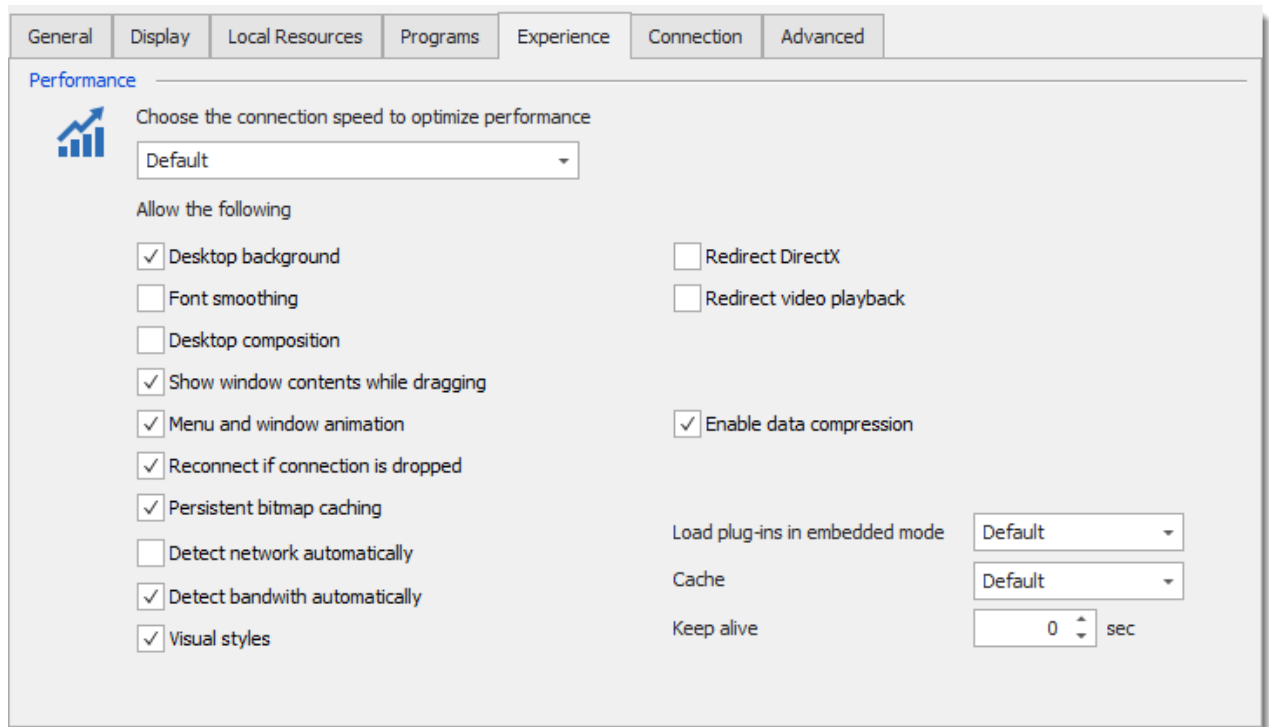 General Display Local Resources Programs Experience Connection Advanced
Performance
Choose the connection speed to optimize performance
Default
Allow the following
Desktop background
Font smoothing
Desktop composition
Show window contents while dragging
Menu and window animation
Reconnect if connection is dropped
Persistent bitmap caching
Detect network automatically
Detect bandwith automatically
Visual styles
Redirect DirectX
Redirect video playback
Enable data compression
Load plug-ins in embedded mode Default
Cache Default
Keep alive 0 sec